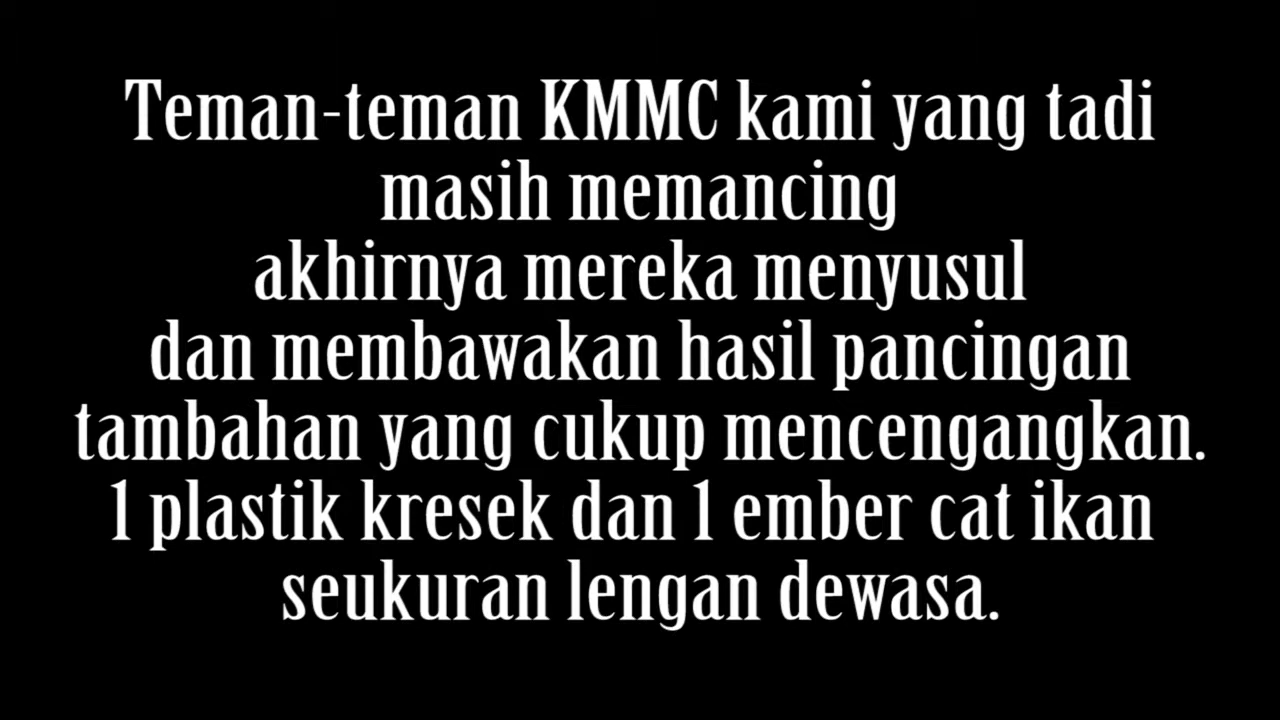 Teman-teman KMMC kami yang tadi
masih memancing
akhirnya mereka menyusul
dan membawakan hasil pancingan
tambahan yang cukup mencengangkan.
1 plastik kresek dan 1 ember cat ikan
seukuran lengan dewasa.